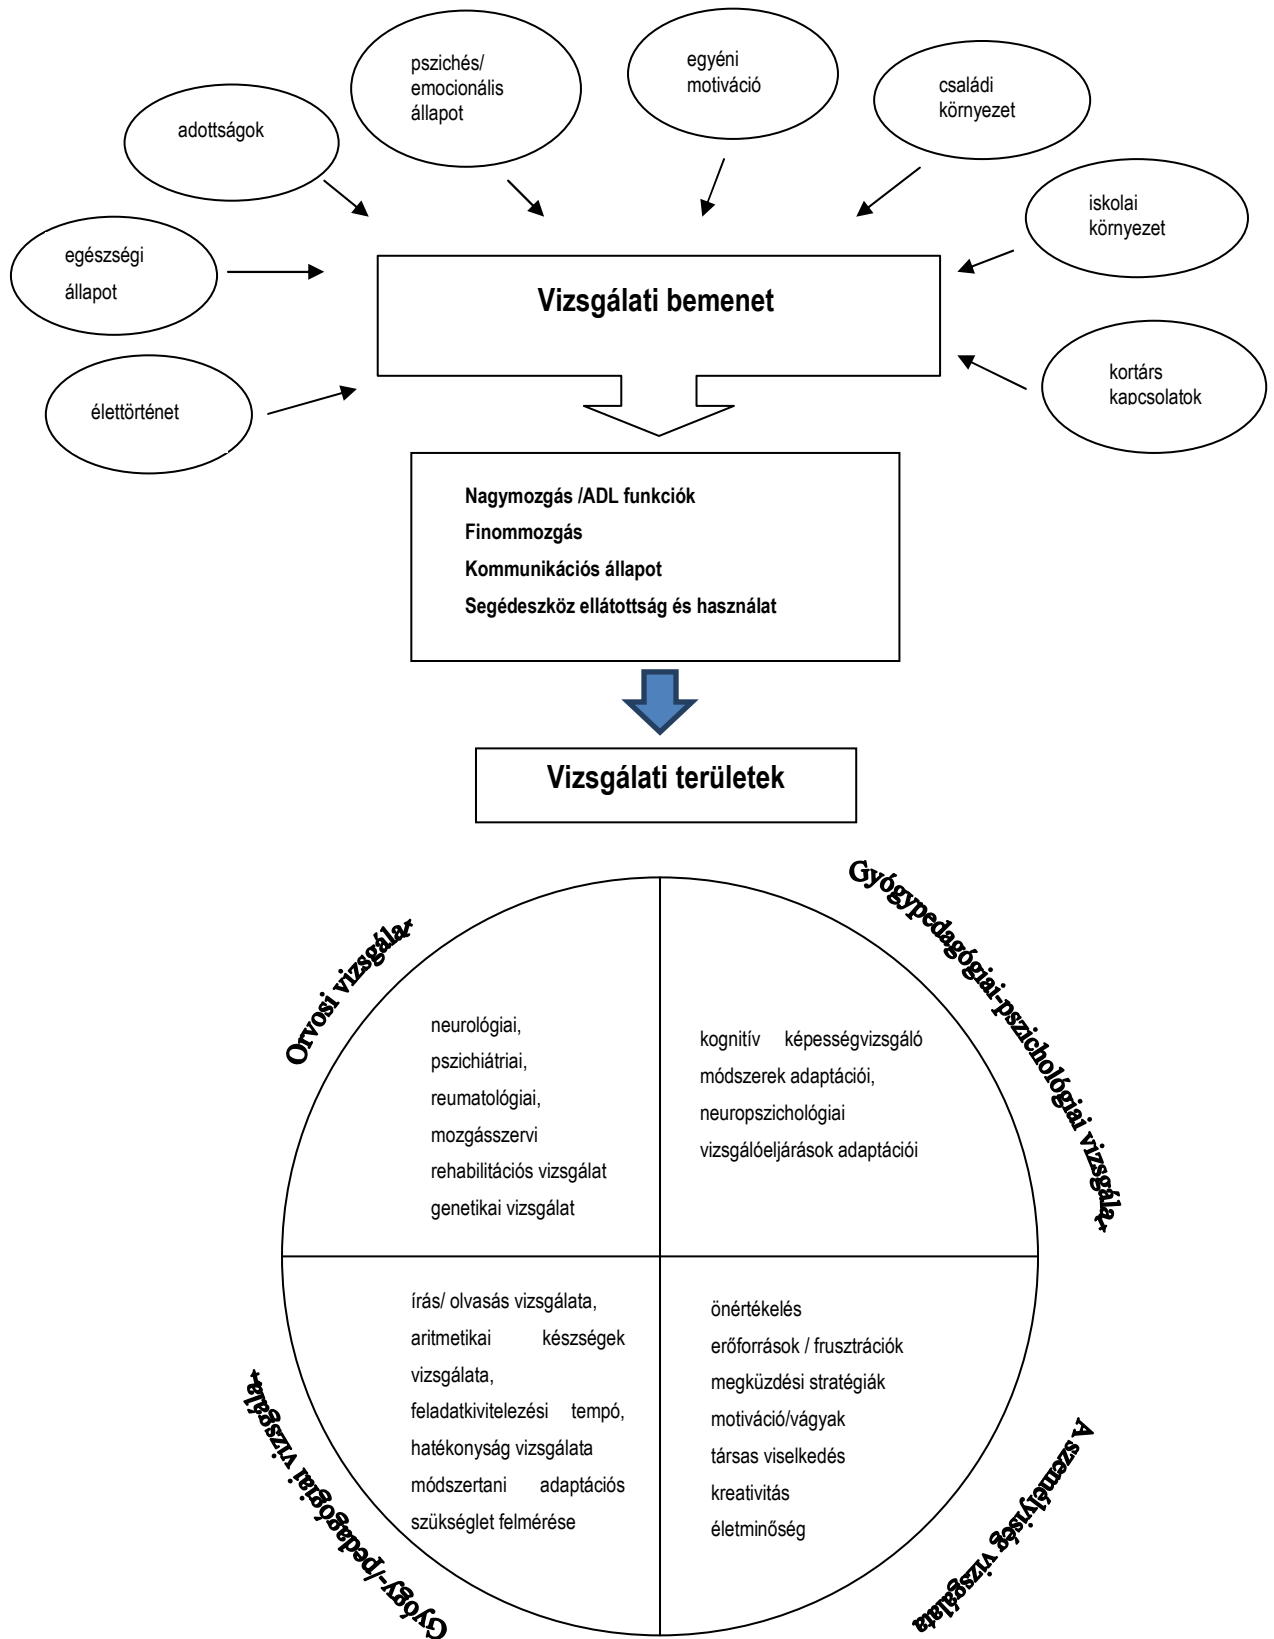 pszichés/
emocionális
állapot
egyéni
motiváció
családi
környezet
adottságok
iskolai
környezet
egészségi
állapot
kortárs
kapcsolatok
élettörténet
Vizsgálati bemenet
Nagymozgás /ADL funkciók
Finommozgás
Kommunikációs állapot
Segédeszköz ellátottság és használat
Vizsgálati területek
Orvosi vizsgálat
neurológiai,
pszichiátriai,
reumatológiai,
mozgásszervi
rehabilitációs vizsgálat
genetikai vizsgálat
Gyógypedagógiai-pszichológiai vizsgálat
kognitív képességvizsgáló
módszerek adaptációi,
neuropszichológiai
vizsgálóeljárások adaptációi
Gyógy-/pedagógiai vizsgálat
írás/ olvasás vizsgálata,
aritmetikai készségek
vizsgálata,
feladatkivitelezési tempó,
hatékonyság vizsgálata
módszertani adaptációs
szükséglet felmérése
A személyiség vizsgálata
önértékelés
erőforrások / frusztrációk
megküzdési stratégiák
motiváció/vágyak
társas viselkedés
kreativitás
életminőség